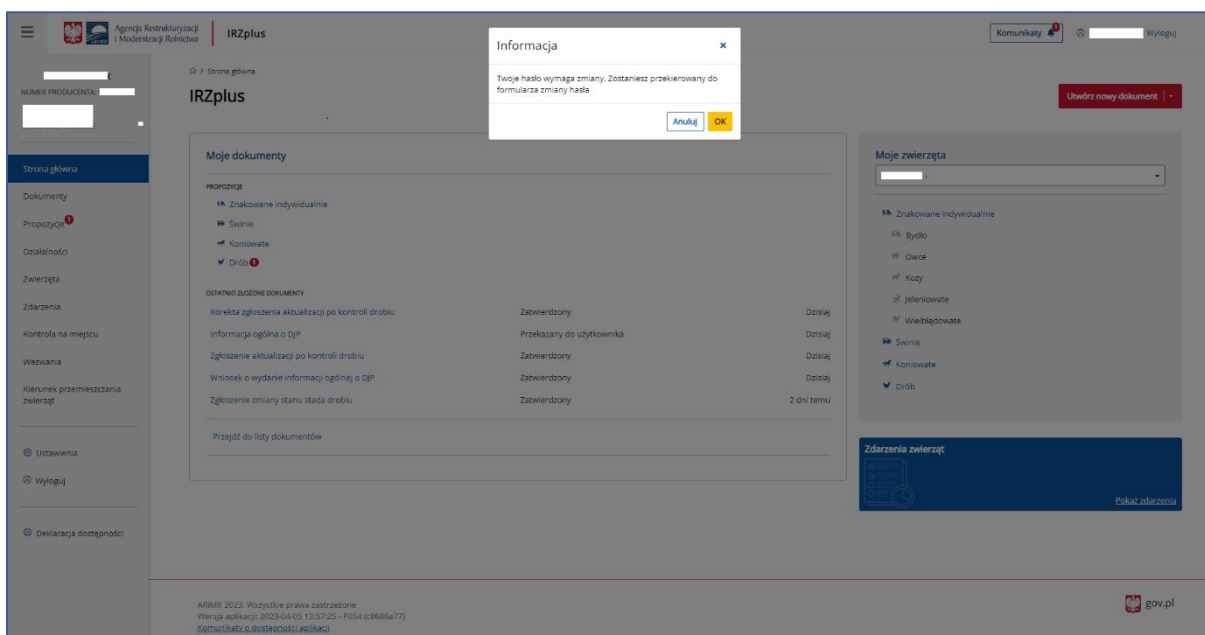 Agencja Restrukturyzacji
i Modernizacji Rolnictwa
IRZplus
Komunikaty 1
Wyloguj
NUMER PRODUCENTA:
Strona główna
Dokumenty
Propozycje 1
Działalności
Zwierzęta
Zdarzenia
Kontrola na miejscu
Wezwania
Kierunek przemieszczania
zwierząt
Ustawienia
Wyloguj
Deklaracja dostępności
Strona główna
IRZplus
Utwórz nowy dokument
Informacja
Twoje hasło wymaga zmiany. Zostaniesz przekierowany do
formularza zmiany hasła
Anuluj OK
Moje dokumenty
PROPOZYCJE
Znakowane indywidualnie
Świnie
Koniowate
Drób 1
OSTATNIO ZŁOŻONE DOKUMENTY
Korekta zgłoszenia aktualizacji po kontroli drobiu Zatwierdzony Dzisiaj
Informacja ogólna o DJP Przekazany do użytkownika Dzisiaj
Zgłoszenie aktualizacji po kontroli drobiu Zatwierdzony Dzisiaj
Wniosek o wydanie informacji ogólnej o DJP Zatwierdzony Dzisiaj
Zgłoszenie zmiany stanu stada drobiu Zatwierdzony 2 dni temu
Przejdź do listy dokumentów
Moje zwierzęta
-
Znakowane indywidualnie
Bydło
Owce
Kozy
Jeleniowate
Wielbłądowate
Świnie
Koniowate
Drób
Zdarzenia zwierząt
Pokaż zdarzenia
ARiMR 2023. Wszystkie prawa zastrzeżone
Wersja aplikacji: 2023-04-05 13:57:25 - P054 (c8686a77)
Komunikaty o dostępności aplikacji
gov.pl